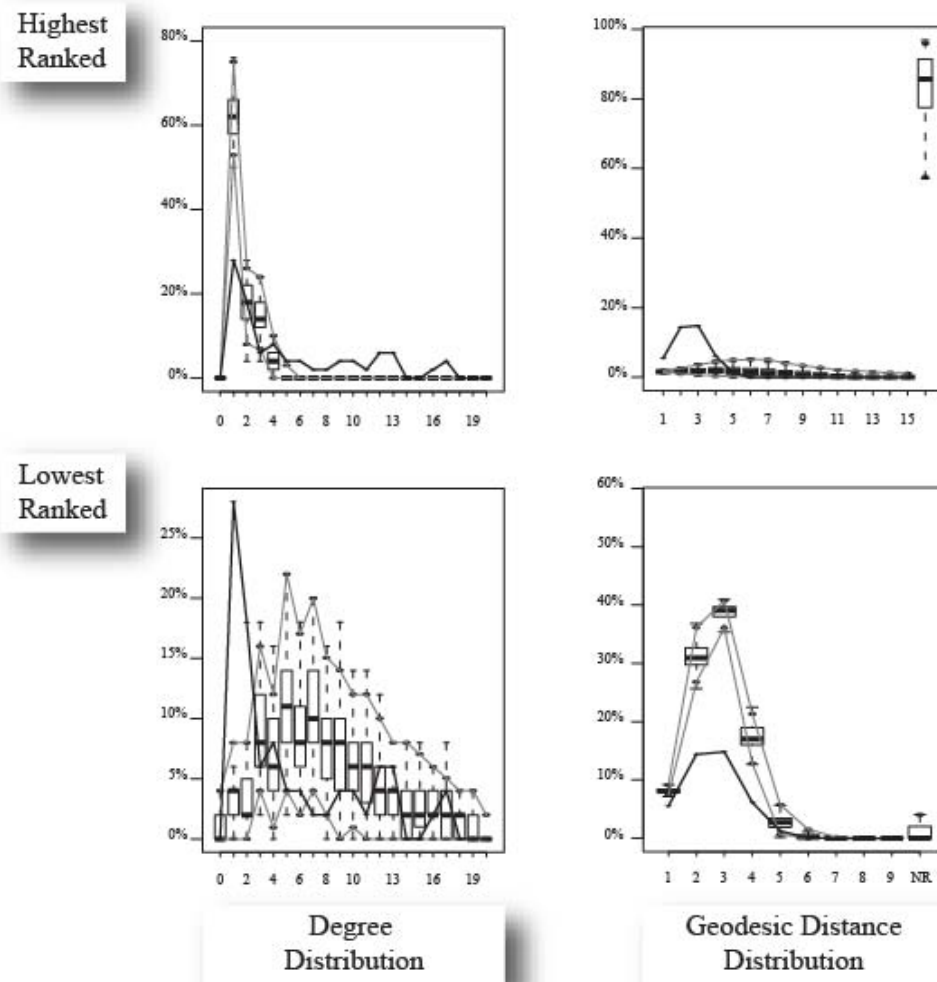 Highest
Ranked
80%
60%
40%
20%
0%
0 2 4 6 8 10 13 16 19
100%
80%
60%
40%
20%
0%
1 3 5 7 9 11 13 15
Lowest
Ranked
25%
20%
15%
10%
5%
0%
0 2 4 6 8 10 13 16 19
60%
50%
40%
30%
20%
10%
0%
1 2 3 4 5 6 7 8 9 NR
Degree
Distribution
Geodesic Distance
Distribution